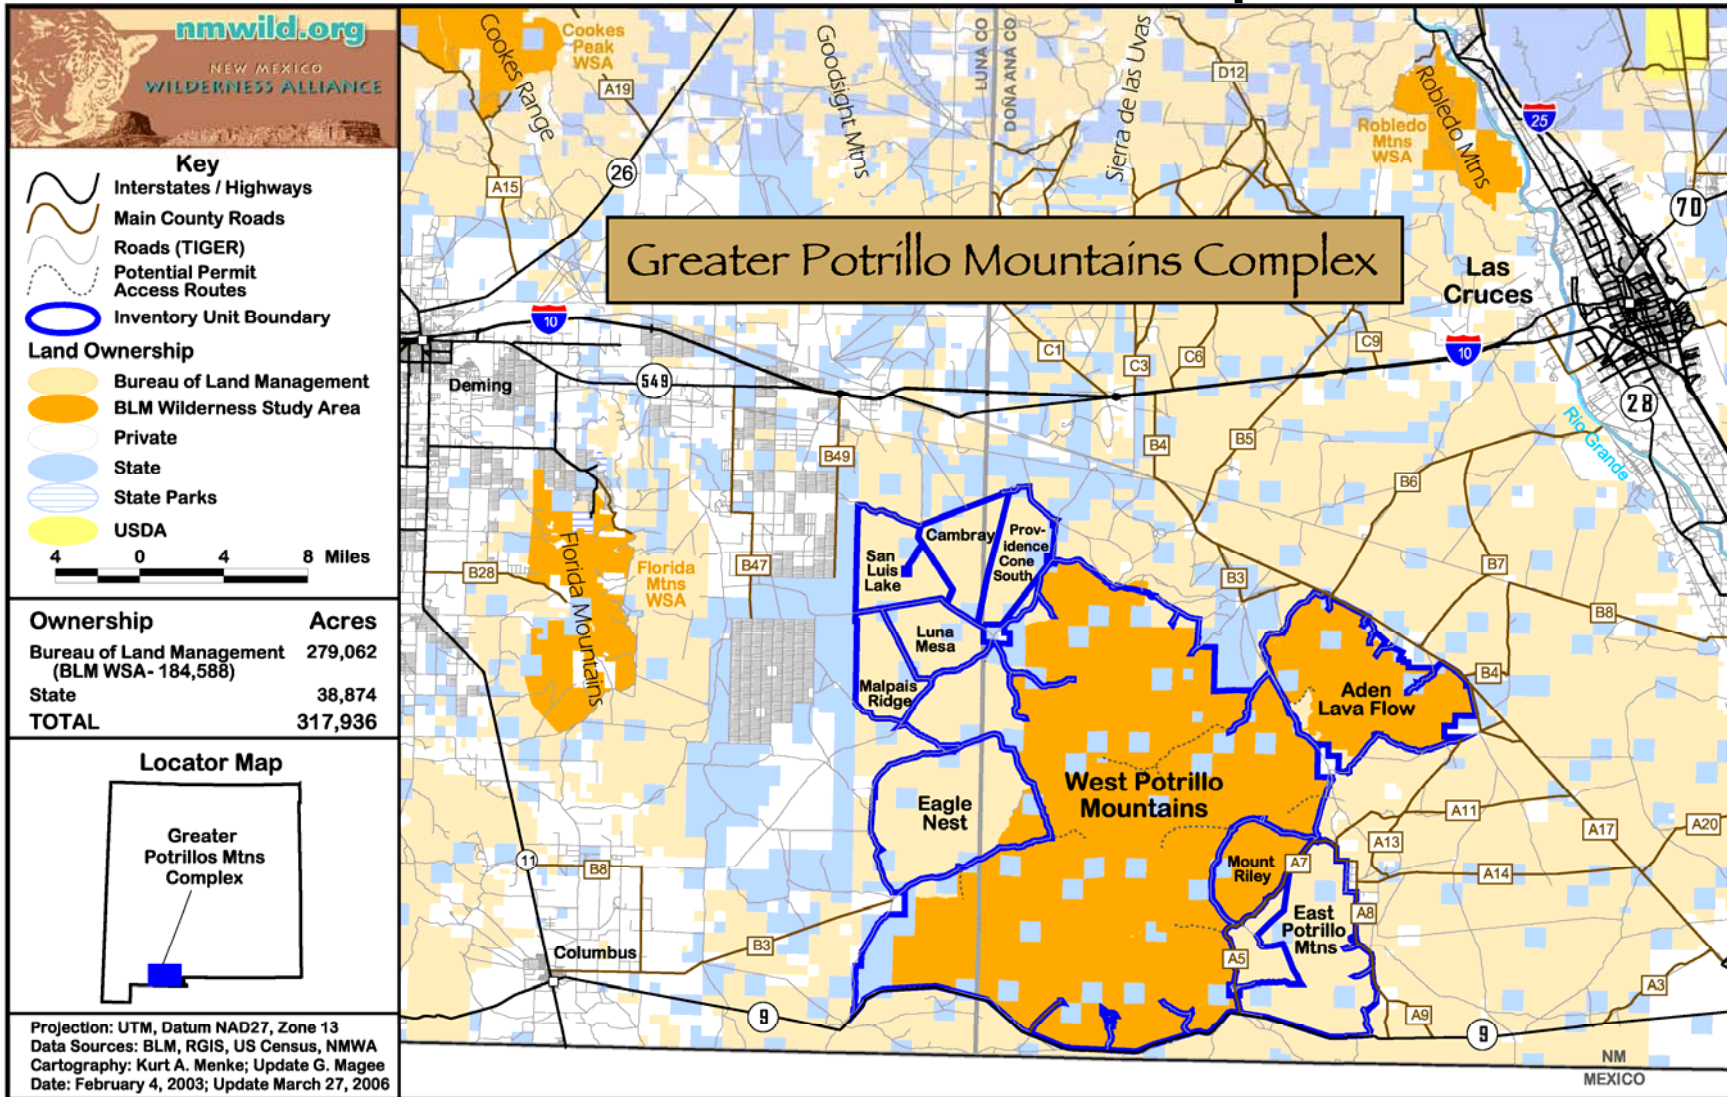 nmwild.org
NEW MEXICO
WILDERNESS ALLIANCE
Key
Interstates / Highways
Main County Roads
Roads (TIGER)
Potential Permit
Access Routes
Inventory Unit Boundary
Land Ownership
Bureau of Land Management
BLM Wilderness Study Area
Private
State
State Parks
USDA
4 0 4 8 Miles
Ownership Acres
Bureau of Land Management 279,062
(BLM WSA- 184,588)
State 38,874
TOTAL 317,936
Locator Map
Greater
Potrillos Mtns
Complex
Projection: UTM, Datum NAD27, Zone 13
Data Sources: BLM, RGIS, US Census, NMWA
Cartography: Kurt A. Menke; Update G. Magee
Date: February 4, 2003; Update March 27, 2006
Cookes Range
Cookes
Peak
WSA
A19
A15
26
Goodsight Mtns
LUNA CO
DOÑA ANA CO
Sierra de las Uvas
D12
Robledo
Mtns
WSA
Robledo Mtns
25
70
Greater Potrillo Mountains Complex
Las
Cruces
10
10
Deming
549
C1
C3
C6
C9
28
Rio Grande
B49
B4
B5
B6
B7
B8
B28
Florida Mountains
Florida
Mtns
WSA
B47
B3
B4
San
Luis
Lake
Cambray
Prov-
idence
Cone
South
Luna
Mesa
Malpais
Ridge
Aden
Lava Flow
Eagle
Nest
West Potrillo
Mountains
A11
A17
A20
A13
A14
Mount
Riley
A7
A8
East
Potrillo
Mtns
A5
A3
A9
11
B8
B3
Columbus
9
9
NM
MEXICO